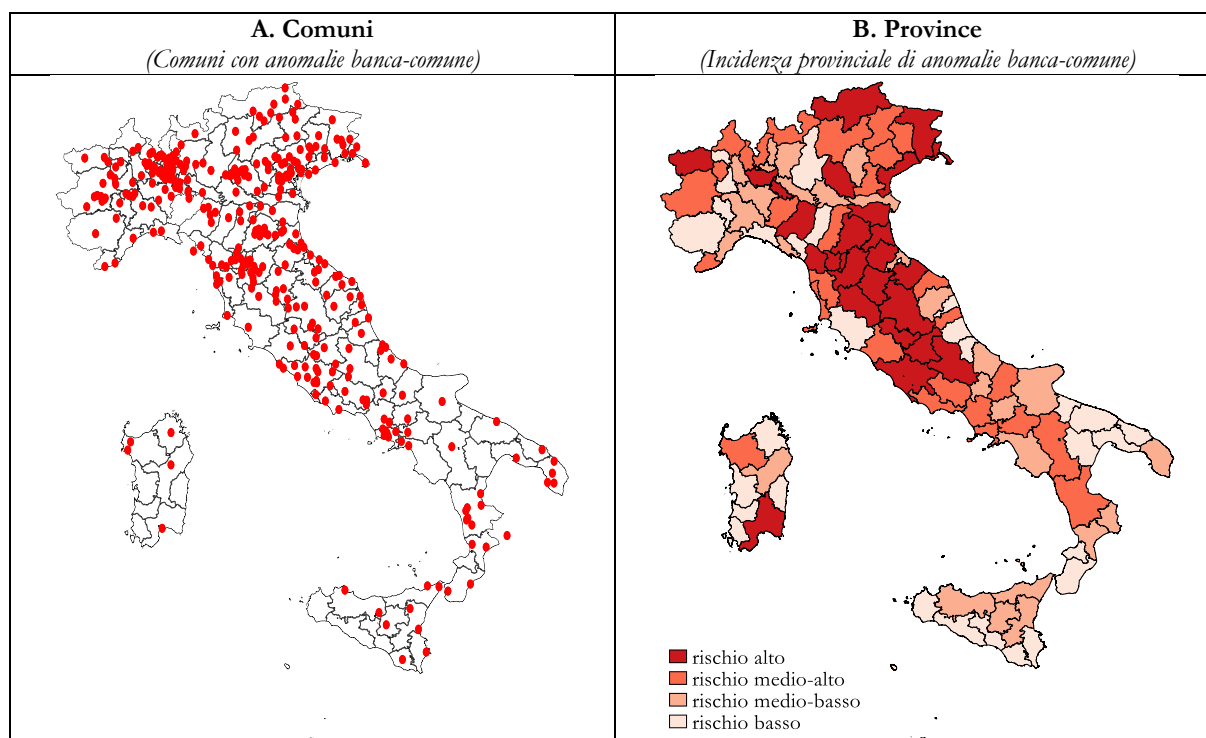 A. Comuni
(Comuni con anomalie banca-comune)
B. Province
(Incidenza provinciale di anomalie banca-comune)
rischio alto
rischio medio-alto
rischio medio-basso
rischio basso